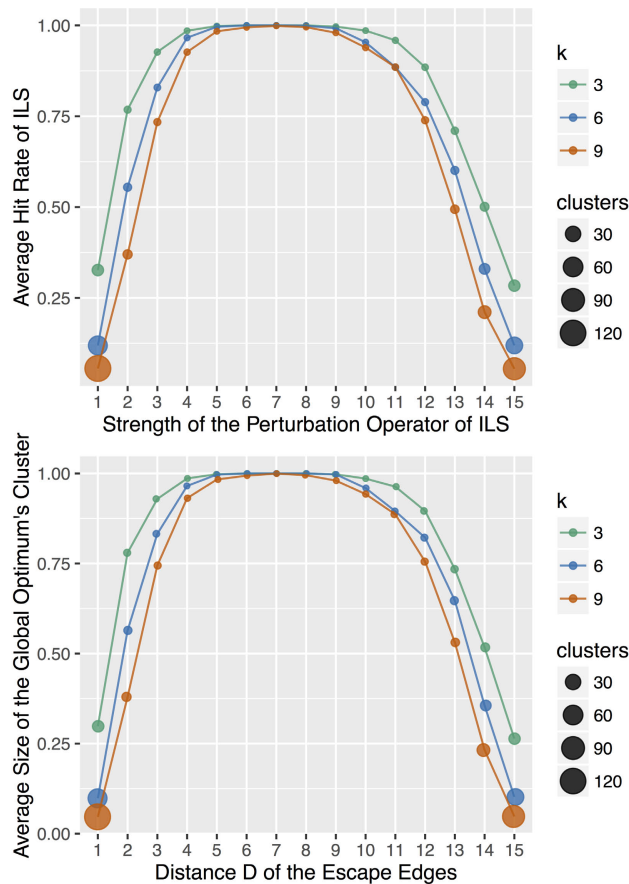 Average Hit Rate of ILS
1.00
0.75
0.50
0.25
1 2 3 4 5 6 7 8 9 10 11 12 13 14 15
Strength of the Perturbation Operator of ILS
k
3
6
9
clusters
30
60
90
120
Average Size of the Global Optimum's Cluster
1.00
0.75
0.50
0.25
0.00
1 2 3 4 5 6 7 8 9 10 11 12 13 14 15
Distance D of the Escape Edges
k
3
6
9
clusters
30
60
90
120